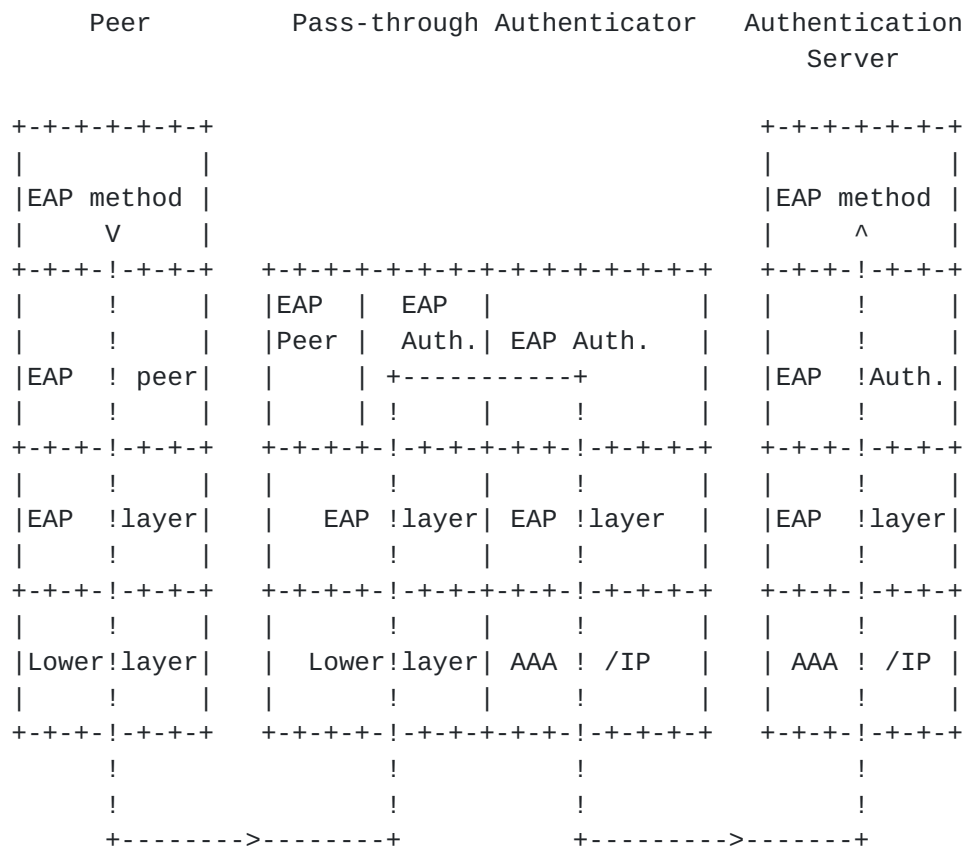 Peer         Pass-through Authenticator   Authentication
                                                   Server

+-+-+-+-+-+-+                                   +-+-+-+-+-+-+
|           |                                   |           |
|EAP method |                                   |EAP method |
|     V     |                                   |     ^     |
+-+-+-!-+-+-+   +-+-+-+-+-+-+-+-+-+-+-+-+-+-+   +-+-+-!-+-+-+
|     !     |   |EAP  |  EAP  |             |   |     !     |
|     !     |   |Peer |  Auth.| EAP Auth.   |   |     !     |
|EAP  ! peer|   |     | +-----------+       |   |EAP  !Auth.|
|     !     |   |     | !     |     !       |   |     !     |
+-+-+-!-+-+-+   +-+-+-+-!-+-+-+-+-+-!-+-+-+-+   +-+-+-!-+-+-+
|     !     |   |       !     |     !       |   |     !     |
|EAP  !layer|   |   EAP !layer| EAP !layer  |   |EAP  !layer|
|     !     |   |       !     |     !       |   |     !     |
+-+-+-!-+-+-+   +-+-+-+-!-+-+-+-+-+-!-+-+-+-+   +-+-+-!-+-+-+
|     !     |   |       !     |     !       |   |     !     |
|Lower!layer|   |  Lower!layer| AAA ! /IP   |   | AAA ! /IP |
|     !     |   |       !     |     !       |   |     !     |
+-+-+-!-+-+-+   +-+-+-+-!-+-+-+-+-+-!-+-+-+-+   +-+-+-!-+-+-+
      !                 !           !                 !
      !                 !           !                 !
      +-------->--------+           +--------->-------+